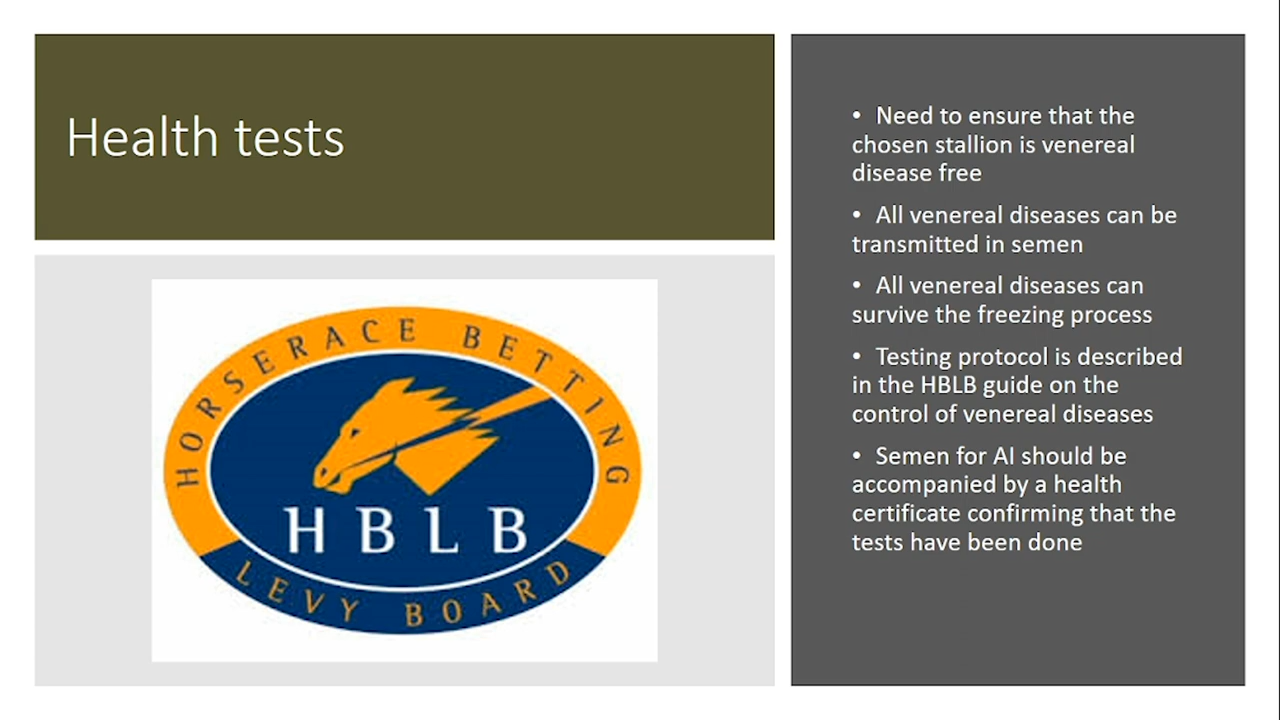 Health tests
HORSERACE BETTING
HBLB
LEVY BOARD
• Need to ensure that the
chosen stallion is venereal
disease free
• All venereal diseases can be
transmitted in semen
• All venereal diseases can
survive the freezing process
• Testing protocol is described
in the HBLB guide on the
control of venereal diseases
• Semen for AI should be
accompanied by a health
certificate confirming that the
tests have been done